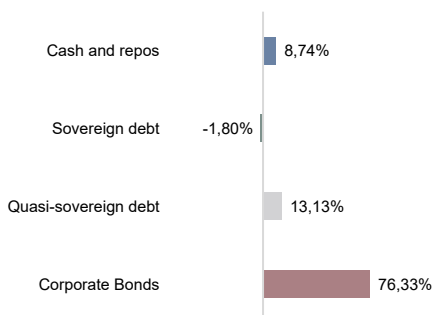 Cash and repos 8,74%
Sovereign debt -1,80%
Quasi-sovereign debt 13,13%
Corporate Bonds 76,33%